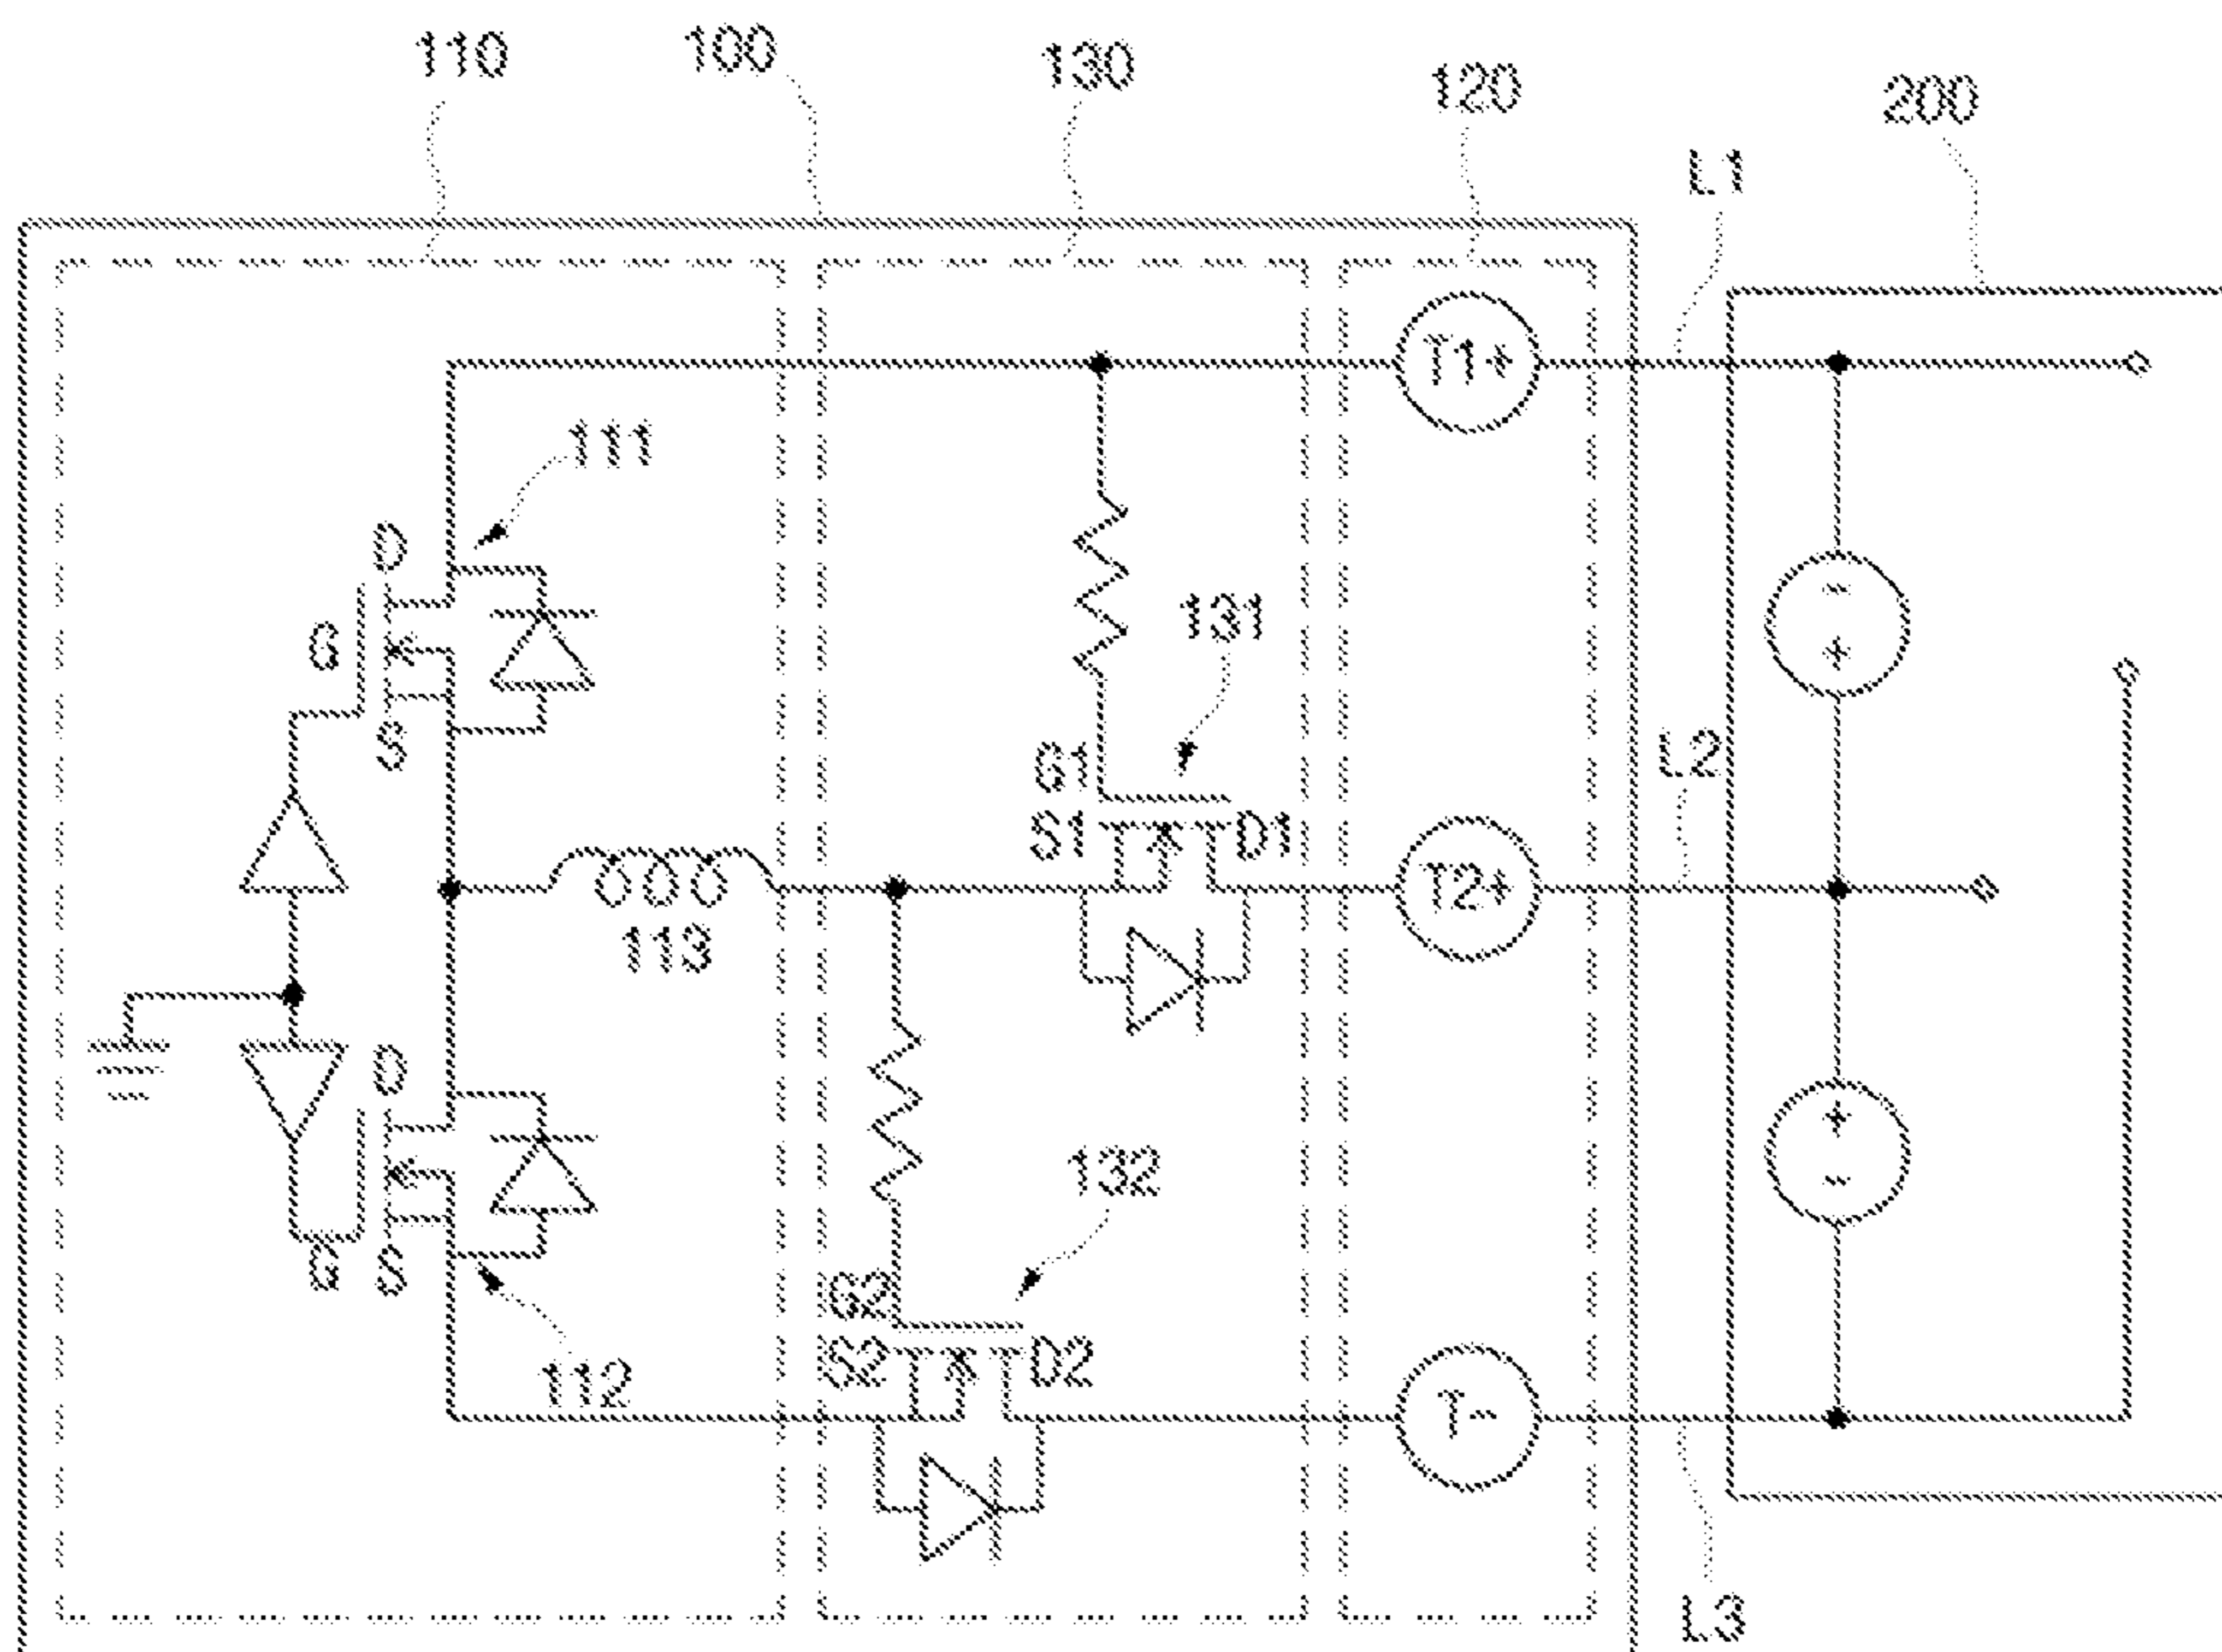 110
100
130
120
200
L1
T1+
111
D
G
S
-
+
131
G1
S1
D1
L2
T2+
113
D
G
S
+
-
132
G2
S2
D2
112
T-
L3